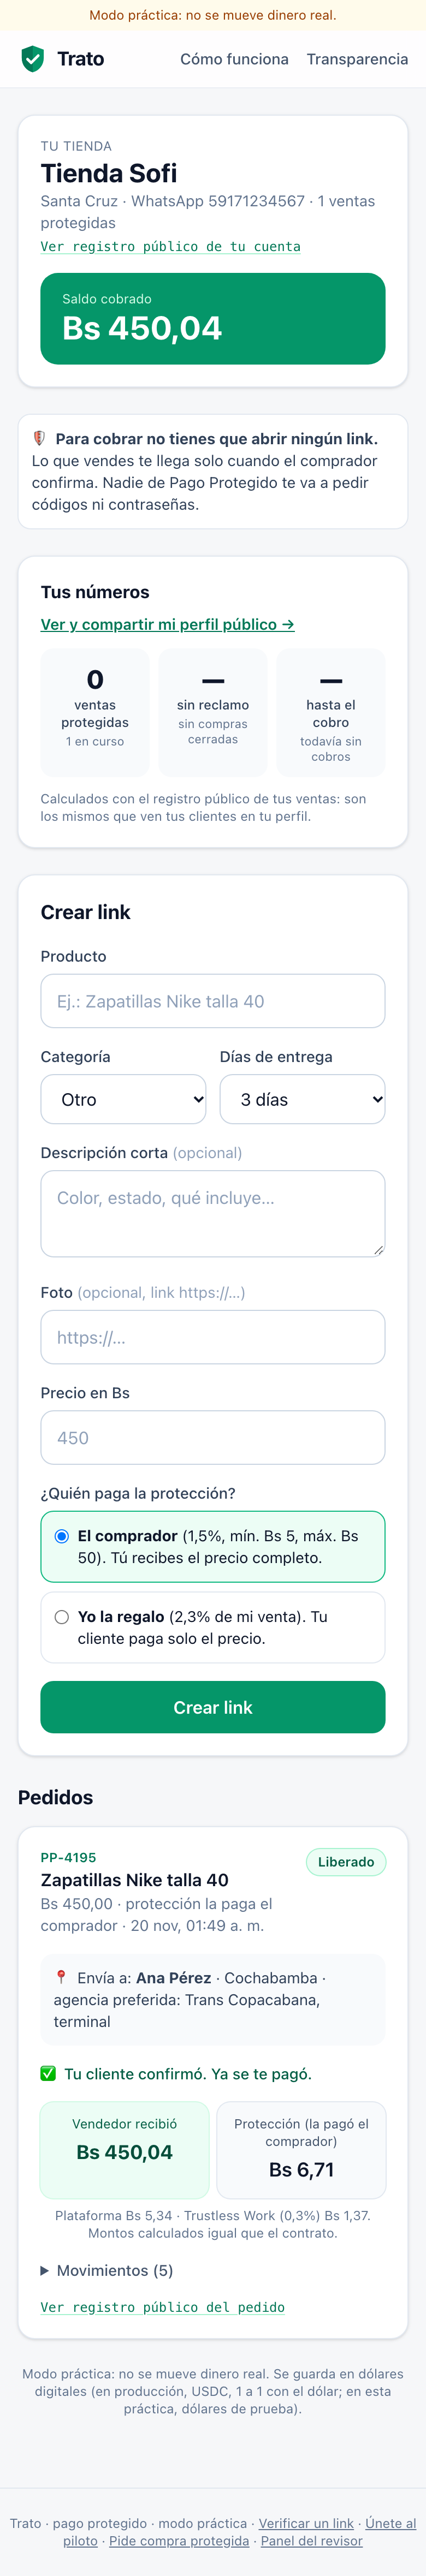 Modo práctica: no se mueve dinero real.
Trato
Cómo funciona
Transparencia
TU TIENDA
Tienda Sofi
Santa Cruz · WhatsApp 59171234567 · 1 ventas
protegidas
Ver registro público de tu cuenta
Saldo cobrado
Bs 450,04
Para cobrar no tienes que abrir ningún link.
Lo que vendes te llega solo cuando el comprador
confirma. Nadie de Pago Protegido te va a pedir
códigos ni contraseñas.
Tus números
Ver y compartir mi perfil público →
0
ventas
protegidas
1 en curso
—
sin reclamo
sin compras
cerradas
—
hasta el
cobro
todavía sin
cobros
Calculados con el registro público de tus ventas: son
los mismos que ven tus clientes en tu perfil.
Crear link
Producto
Ej.: Zapatillas Nike talla 40
Categoría
Otro
Días de entrega
3 días
Descripción corta (opcional)
Color, estado, qué incluye...
Foto (opcional, link https://...)
https://...
Precio en Bs
450
¿Quién paga la protección?
El comprador (1,5%, mín. Bs 5, máx. Bs
50). Tú recibes el precio completo.
Yo la regalo (2,3% de mi venta). Tu
cliente paga solo el precio.
Crear link
Pedidos
PP-4195
Liberado
Zapatillas Nike talla 40
Bs 450,00 · protección la paga el
comprador · 20 nov, 01:49 a. m.
📍 Envía a: Ana Pérez · Cochabamba ·
agencia preferida: Trans Copacabana,
terminal
✅ Tu cliente confirmó. Ya se te pagó.
Vendedor recibió
Bs 450,04
Protección (la pagó el
comprador)
Bs 6,71
Plataforma Bs 5,34 · Trustless Work (0,3%) Bs 1,37.
Montos calculados igual que el contrato.
▶ Movimientos (5)
Ver registro público del pedido
Modo práctica: no se mueve dinero real. Se guarda en dólares
digitales (en producción, USDC, 1 a 1 con el dólar; en esta
práctica, dólares de prueba).
Trato · pago protegido · modo práctica · Verificar un link · Únete al
piloto · Pide compra protegida · Panel del revisor